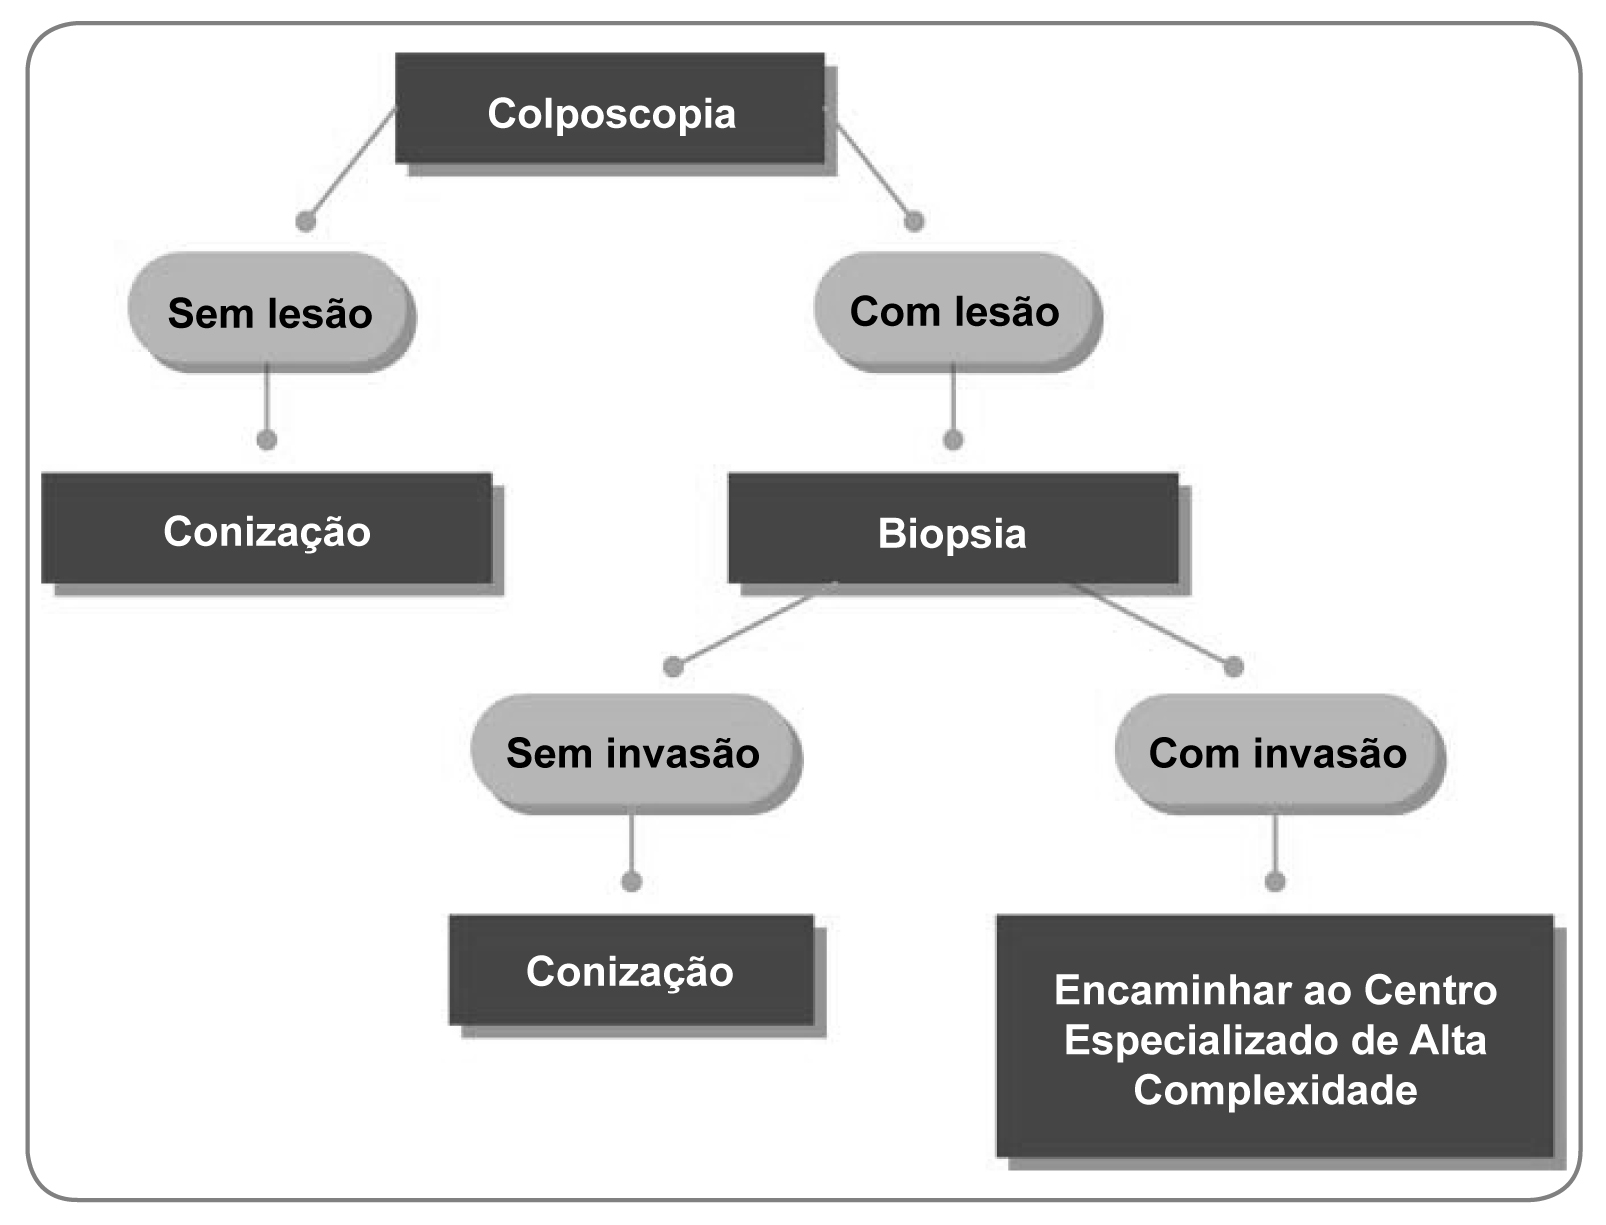 Colposcopia
Sem lesão
Com lesão
Conização
Biopsia
Sem invasão
Com invasão
Conização
Encaminhar ao Centro
Especializado de Alta
Complexidade